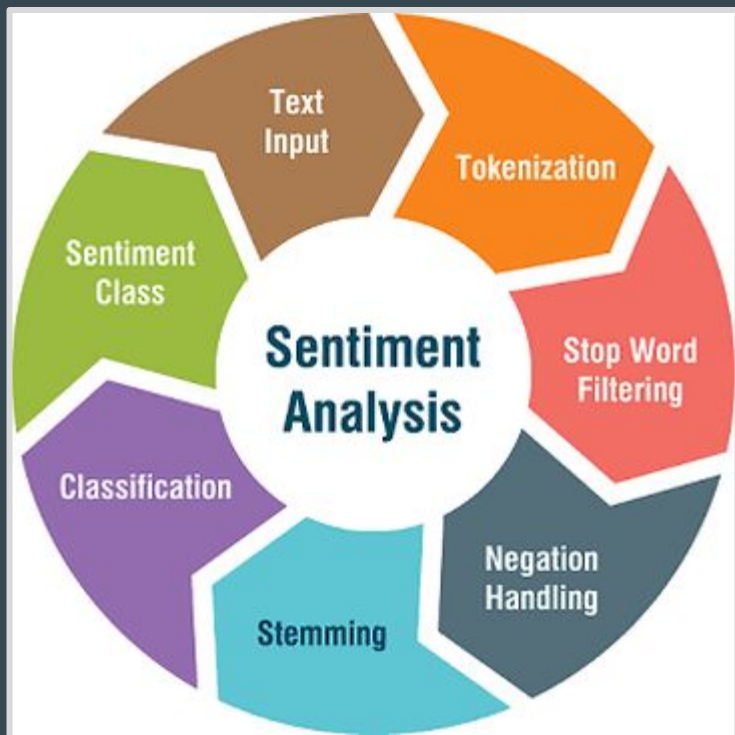 Text
Input
Tokenization
Stop Word
Filtering
Negation
Handling
Stemming
Classification
Sentiment
Class
Sentiment
Analysis